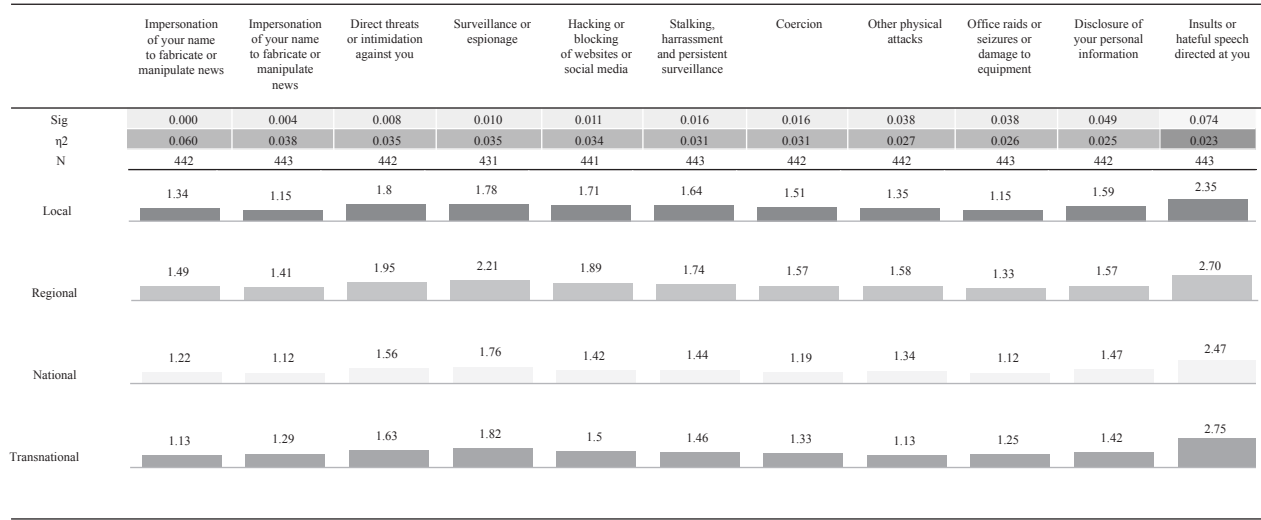 Impersonation of your name to fabricate or manipulate news
Impersonation of your name to fabricate or manipulate news
Direct threats or intimidation against you
Surveillance or espionage
Hacking or blocking of websites or social media
Stalking, harrassment and persistent surveillance
Coercion
Other physical attacks
Office raids or seizures or damage to equipment
Disclosure of your personal information
Insults or hateful speech directed at you
Sig 0.000 0.004 0.008 0.010 0.011 0.016 0.016 0.038 0.038 0.049 0.074
η2 0.060 0.038 0.035 0.035 0.034 0.031 0.031 0.027 0.026 0.025 0.023
N 442 443 442 431 441 443 442 442 443 442 443
Local 1.34 1.15 1.8 1.78 1.71 1.64 1.51 1.35 1.15 1.59 2.35
Regional 1.49 1.41 1.95 2.21 1.89 1.74 1.57 1.58 1.33 1.57 2.70
National 1.22 1.12 1.56 1.76 1.42 1.44 1.19 1.34 1.12 1.47 2.47
Transnational 1.13 1.29 1.63 1.82 1.5 1.46 1.33 1.13 1.25 1.42 2.75